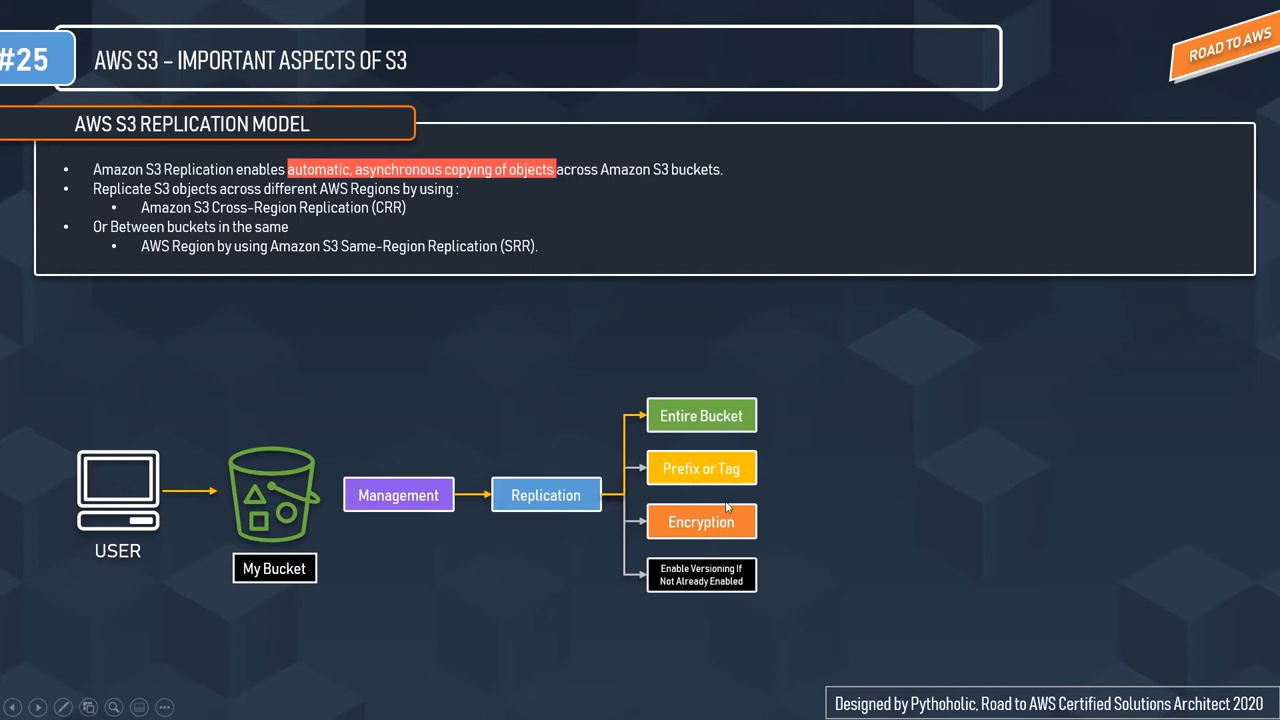 #25
AWS S3 – IMPORTANT ASPECTS OF S3
ROAD TO AWS
AWS S3 REPLICATION MODEL
• Amazon S3 Replication enables automatic, asynchronous copying of objects across Amazon S3 buckets.
• Replicate S3 objects across different AWS Regions by using :
• Amazon S3 Cross-Region Replication (CRR)
• Or Between buckets in the same
• AWS Region by using Amazon S3 Same-Region Replication (SRR).
USER
My Bucket
Management
Replication
Entire Bucket
Prefix or Tag
Encryption
Enable Versioning If
Not Already Enabled
Designed by Pythoholic, Road to AWS Certified Solutions Architect 2020